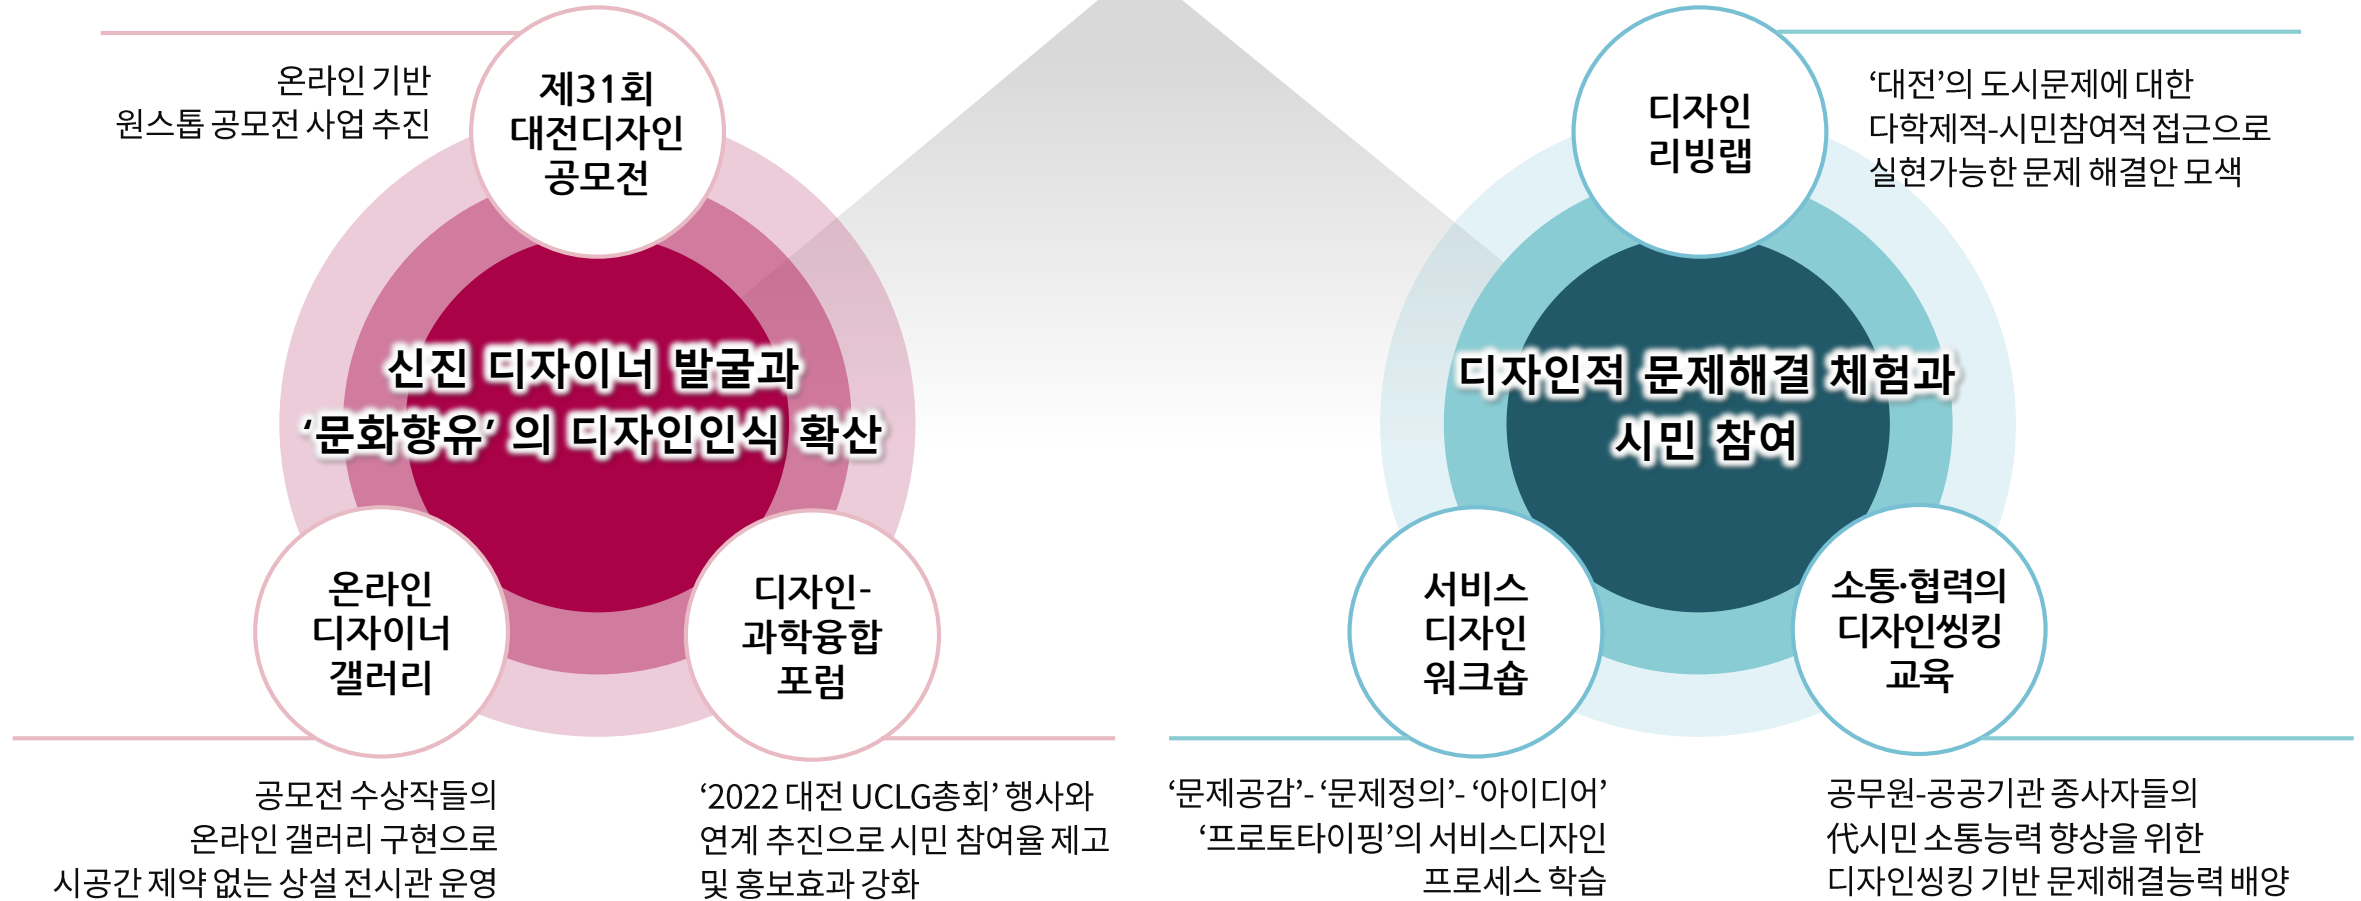 온라인 기반
원스톱 공모전 사업 추진
제31회
대전디자인
공모전
신진 디자이너 발굴과
‘문화향유’ 의 디자인인식 확산
온라인
디자이너
갤러리
디자인-
과학융합
포럼
공모전 수상작들의
온라인 갤러리 구현으로
시공간 제약 없는 상설 전시관 운영
‘2022 대전 UCLG총회’ 행사와
연계 추진으로 시민 참여율 제고
및 홍보효과 강화
디자인
리빙랩
‘대전’의 도시문제에 대한
다학제적-시민참여적 접근으로
실현가능한 문제 해결안 모색
디자인적 문제해결 체험과
시민 참여
서비스
디자인
워크숍
소통·협력의
디자인씽킹
교육
‘문제공감’- ‘문제정의’- ‘아이디어’
‘프로토타이핑’의 서비스디자인
프로세스 학습
공무원-공공기관 종사자들의
代시민 소통능력 향상을 위한
디자인씽킹 기반 문제해결능력 배양